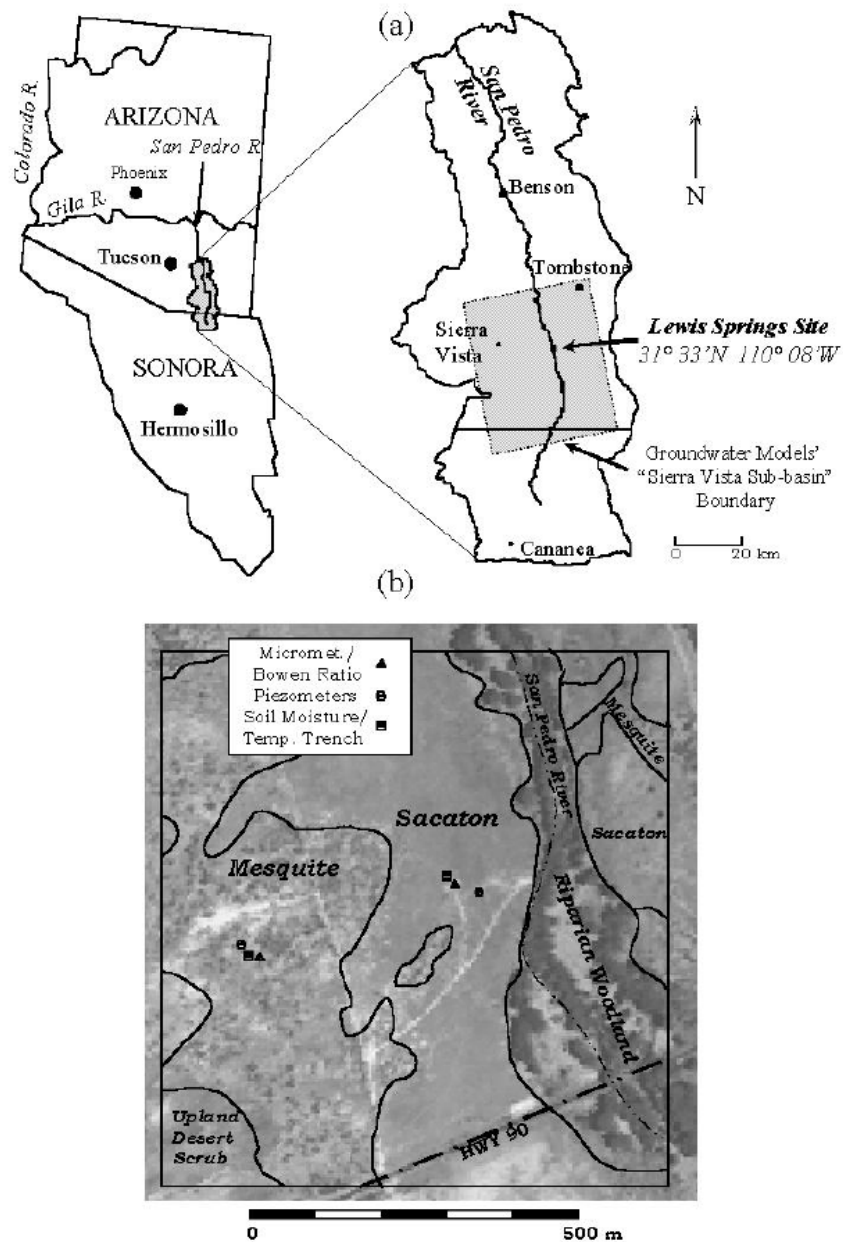 (a)
Colorado R.
ARIZONA
San Pedro R
Phoenix
Gila R.
Tucson
SONORA
Hermosillo
San Pedro
River
Benson
N
Tombstone
Sierra
Vista
Lewis Springs Site
31° 33'N 110° 08'W
Groundwater Models'
"Sierra Vista Sub-basin"
Boundary
Cananea
0 20 km
(b)
Micromet./
Bowen Ratio
Piezometers
Soil Moisture/
Temp. Trench
San Pedro River
Mesquite
Sacaton
Sacaton
Mesquite
Riparian Woodland
Upland
Desert
Scrub
HWY 90
0 500 m